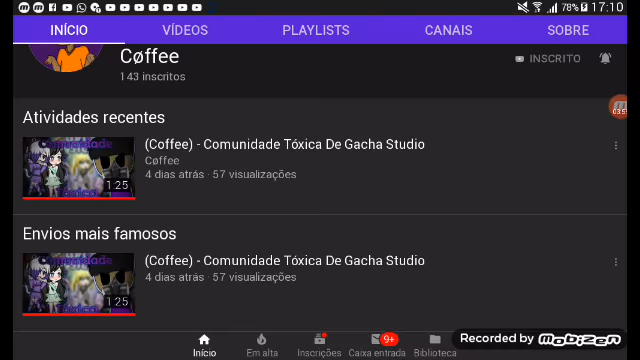 78% 17:10
INÍCIO VÍDEOS PLAYLISTS CANAIS SOBRE
Cøffee
143 inscritos
INSCRITO
Atividades recentes
(Coffee) - Comunidade Tóxica De Gacha Studio
Cøffee
4 dias atrás · 57 visualizações
1:25
Envios mais famosos
(Coffee) - Comunidade Tóxica De Gacha Studio
4 dias atrás · 57 visualizações
1:25
9+
Início Em alta Inscrições Caixa entrada Biblioteca
Recorded by Mobizen